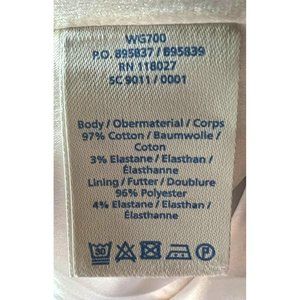 WG700
P.O. 895837 / 895839
RN 118027
SC 9011 / 0001
Body / Obermaterial / Corps
97% Cotton / Baumwolle /
Coton
3% Elastane / Elasthan /
Élasthanne
Lining / Futter / Doublure
96% Polyester
4% Elastane / Elasthan /
Élasthanne
30